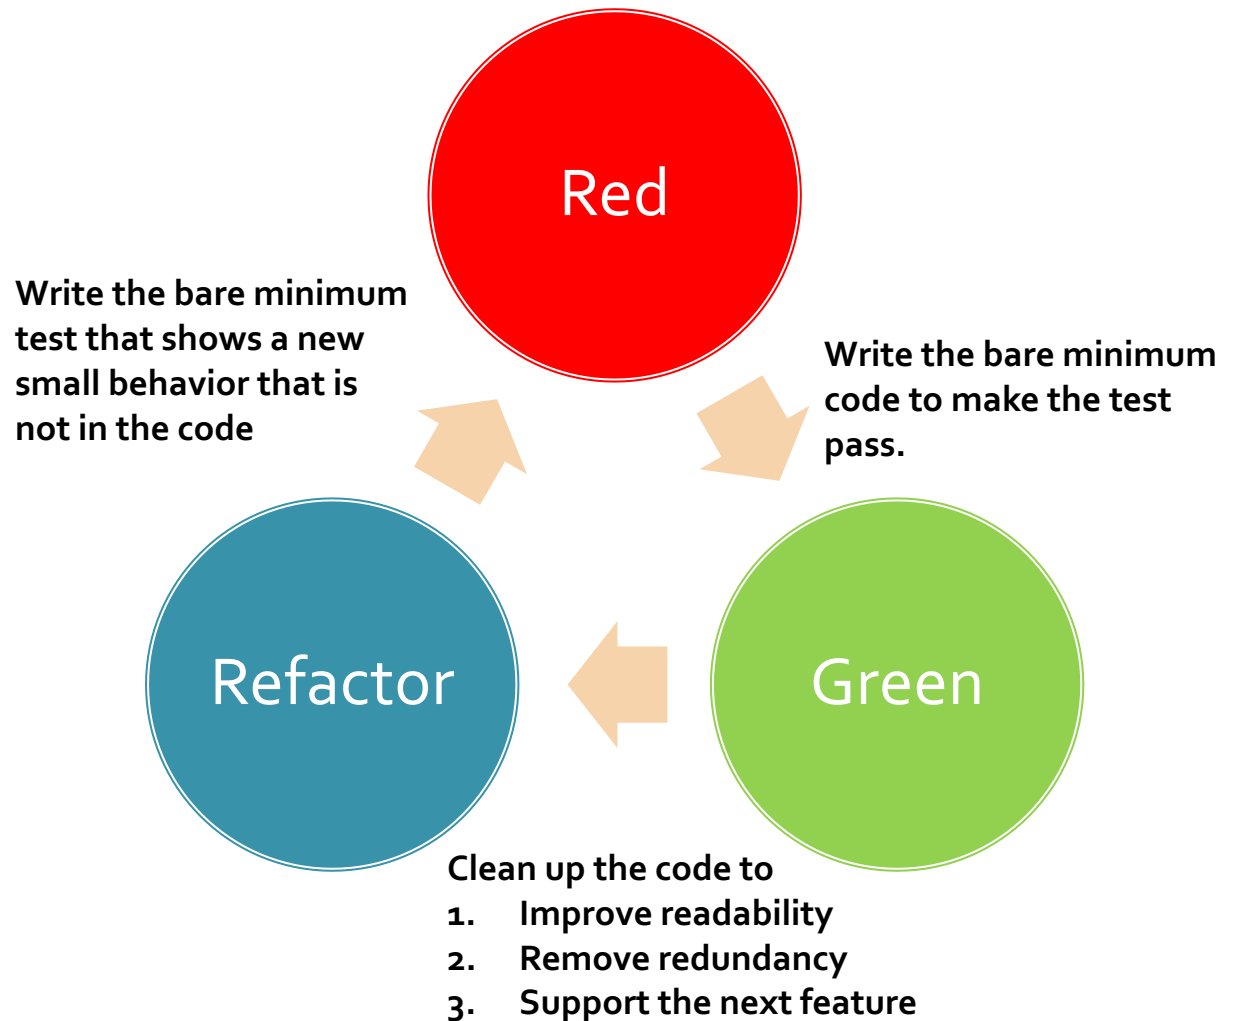 Red
Write the bare minimum
test that shows a new
small behavior that is
not in the code
Write the bare minimum
code to make the test
pass.
Refactor
Green
Clean up the code to
1. Improve readability
2. Remove redundancy
3. Support the next feature